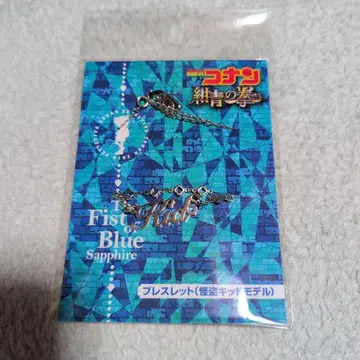 コナン
紺青の拳
The
Fist
of
Blue
Sapphire
Kid
ブレスレット(怪盗キッドモデル)